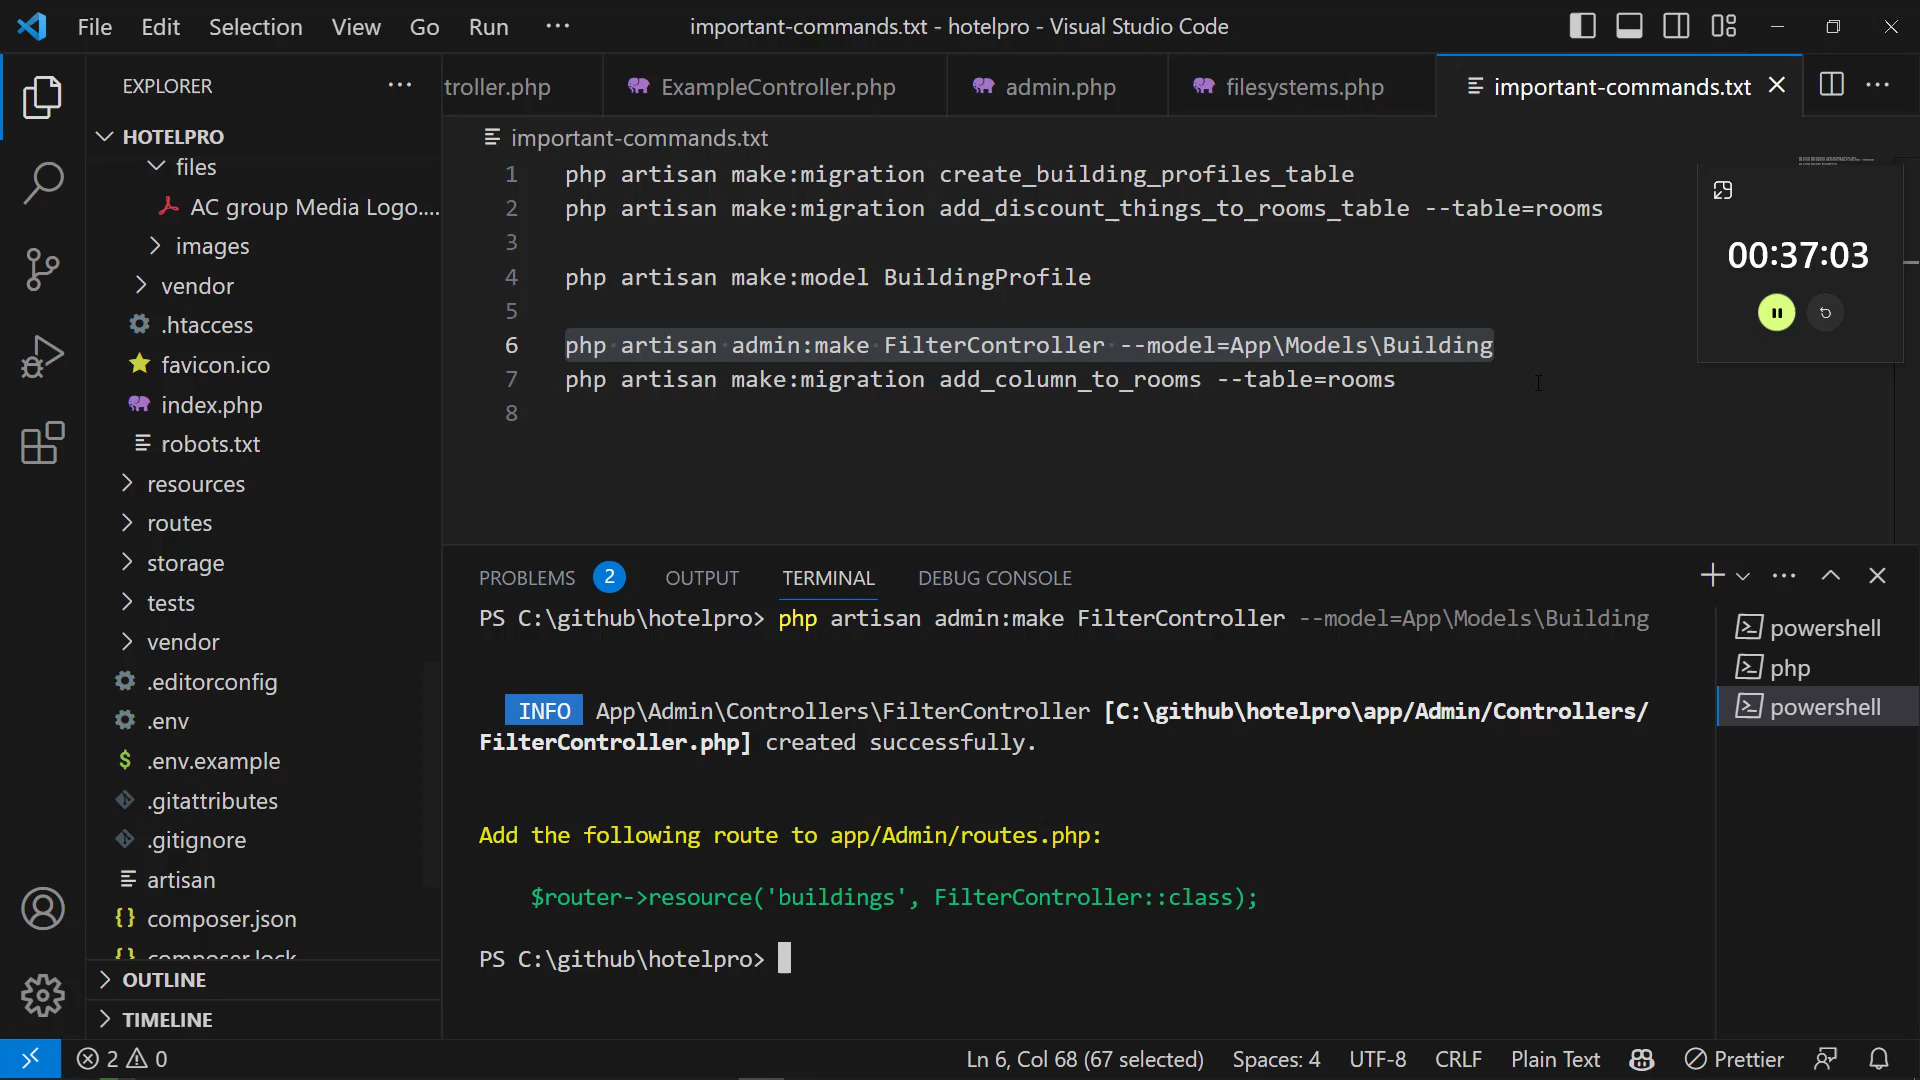 File Edit Selection View Go Run ···
important-commands.txt - hotelpro - Visual Studio Code
EXPLORER
troller.php
ExampleController.php
admin.php
filesystems.php
important-commands.txt
HOTELPRO
files
AC group Media Logo....
images
vendor
.htaccess
favicon.ico
index.php
robots.txt
resources
routes
storage
tests
vendor
.editorconfig
.env
.env.example
.gitattributes
.gitignore
artisan
composer.json
composer.lock
OUTLINE
TIMELINE
important-commands.txt
1 php artisan make:migration create_building_profiles_table
2 php artisan make:migration add_discount_things_to_rooms_table --table=rooms
3
4 php artisan make:model BuildingProfile
5
6 php artisan admin:make FilterController --model=App\Models\Building
7 php artisan make:migration add_column_to_rooms --table=rooms
8
00:37:03
PROBLEMS 2 OUTPUT TERMINAL DEBUG CONSOLE
PS C:\github\hotelpro> php artisan admin:make FilterController --model=App\Models\Building
INFO App\Admin\Controllers\FilterController [C:\github\hotelpro\app/Admin/Controllers/
FilterController.php] created successfully.
Add the following route to app/Admin/routes.php:
$router->resource('buildings', FilterController::class);
PS C:\github\hotelpro>
powershell
php
powershell
2 0
Ln 6, Col 68 (67 selected) Spaces: 4 UTF-8 CRLF Plain Text Prettier